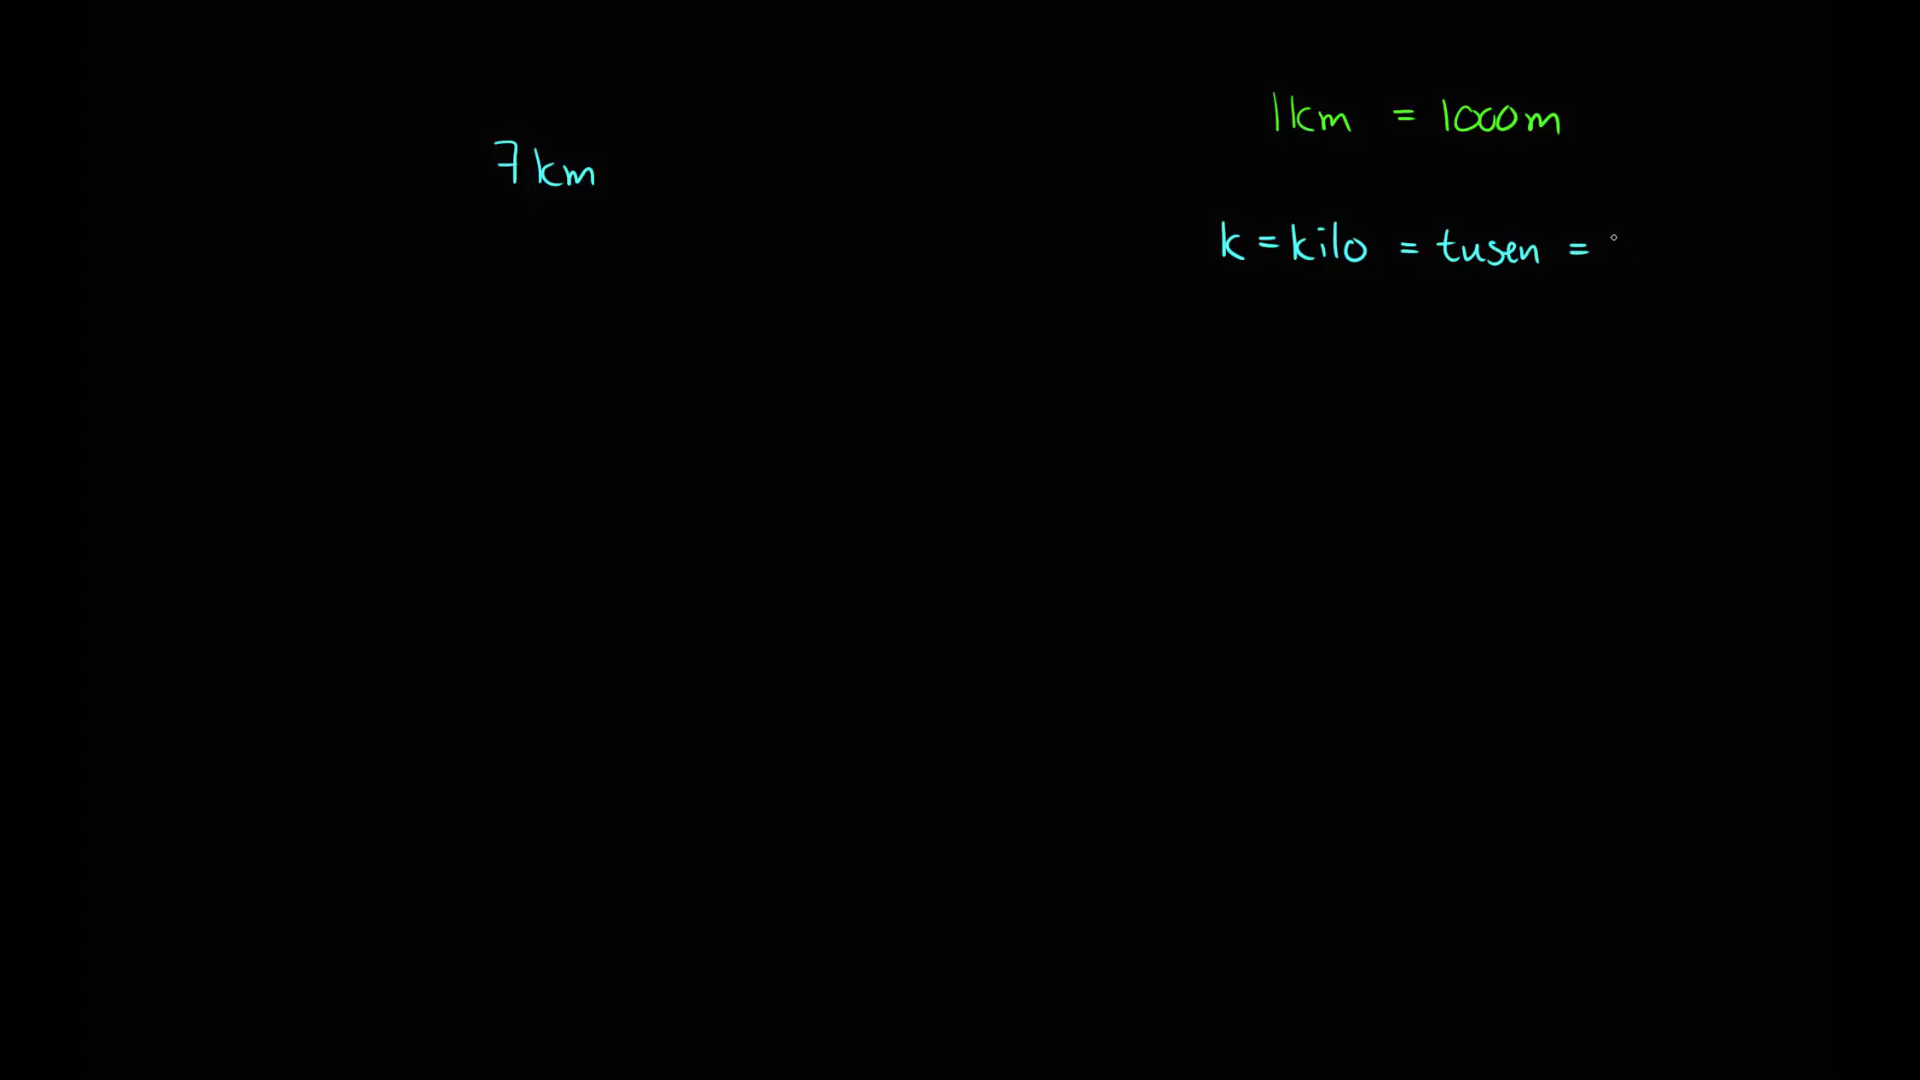 7 km
1km = 1000m
k = kilo = tusen =